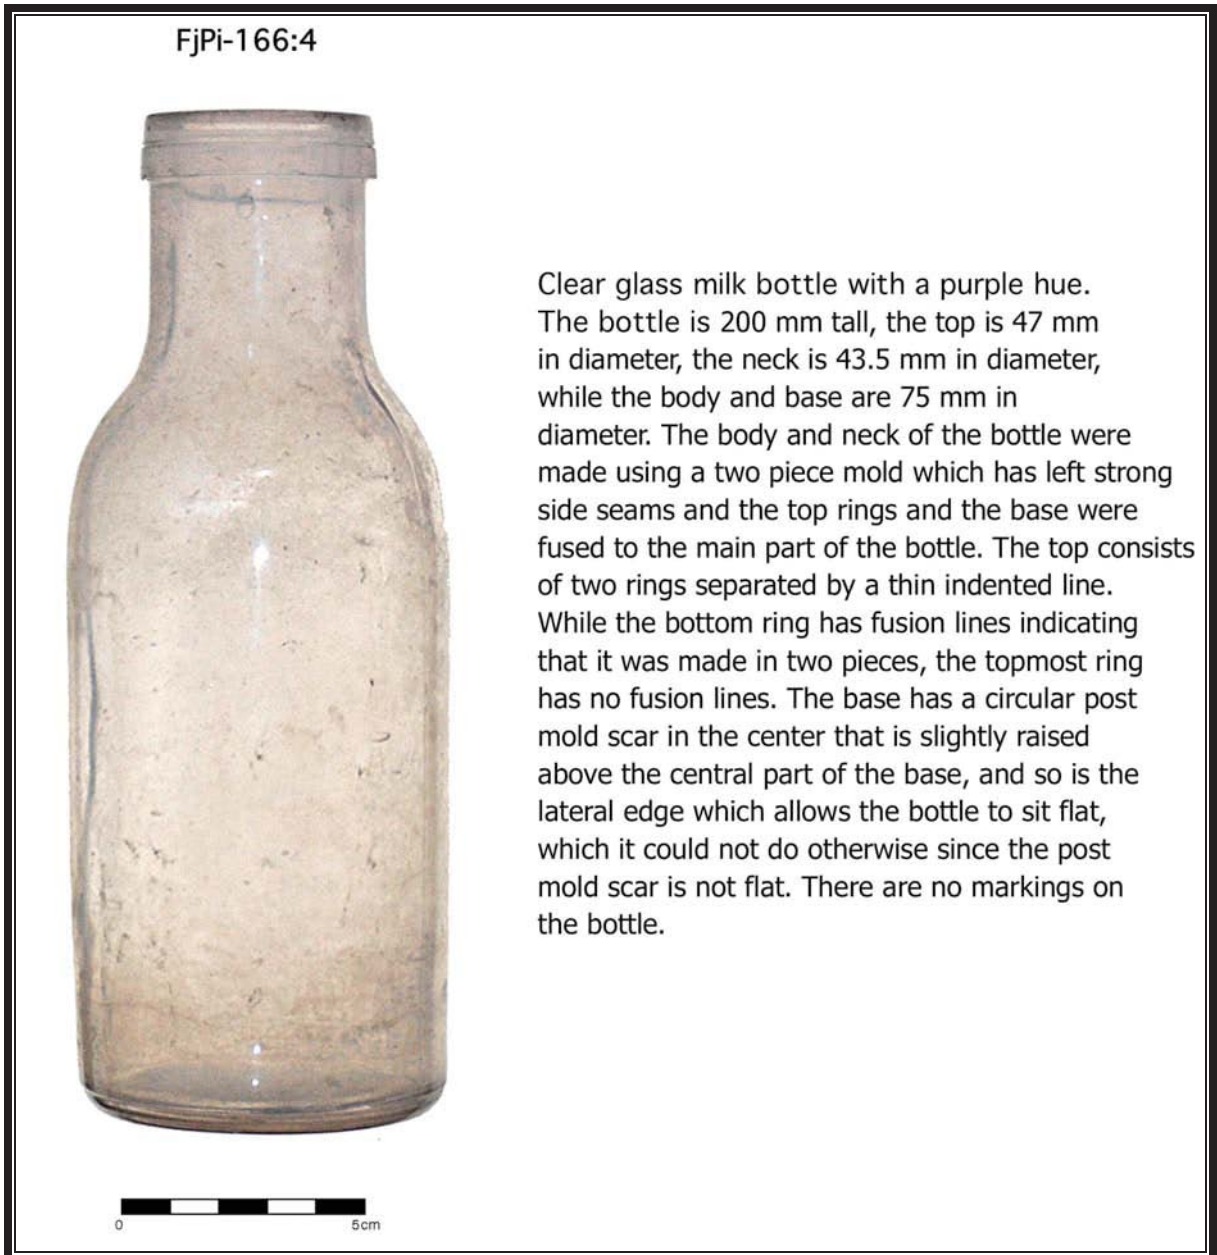 FjPi-166:4
Clear glass milk bottle with a purple hue.
The bottle is 200 mm tall, the top is 47 mm
in diameter, the neck is 43.5 mm in diameter,
while the body and base are 75 mm in
diameter. The body and neck of the bottle were
made using a two piece mold which has left strong
side seams and the top rings and the base were
fused to the main part of the bottle. The top consists
of two rings separated by a thin indented line.
While the bottom ring has fusion lines indicating
that it was made in two pieces, the topmost ring
has no fusion lines. The base has a circular post
mold scar in the center that is slightly raised
above the central part of the base, and so is the
lateral edge which allows the bottle to sit flat,
which it could not do otherwise since the post
mold scar is not flat. There are no markings on
the bottle.
0 5cm